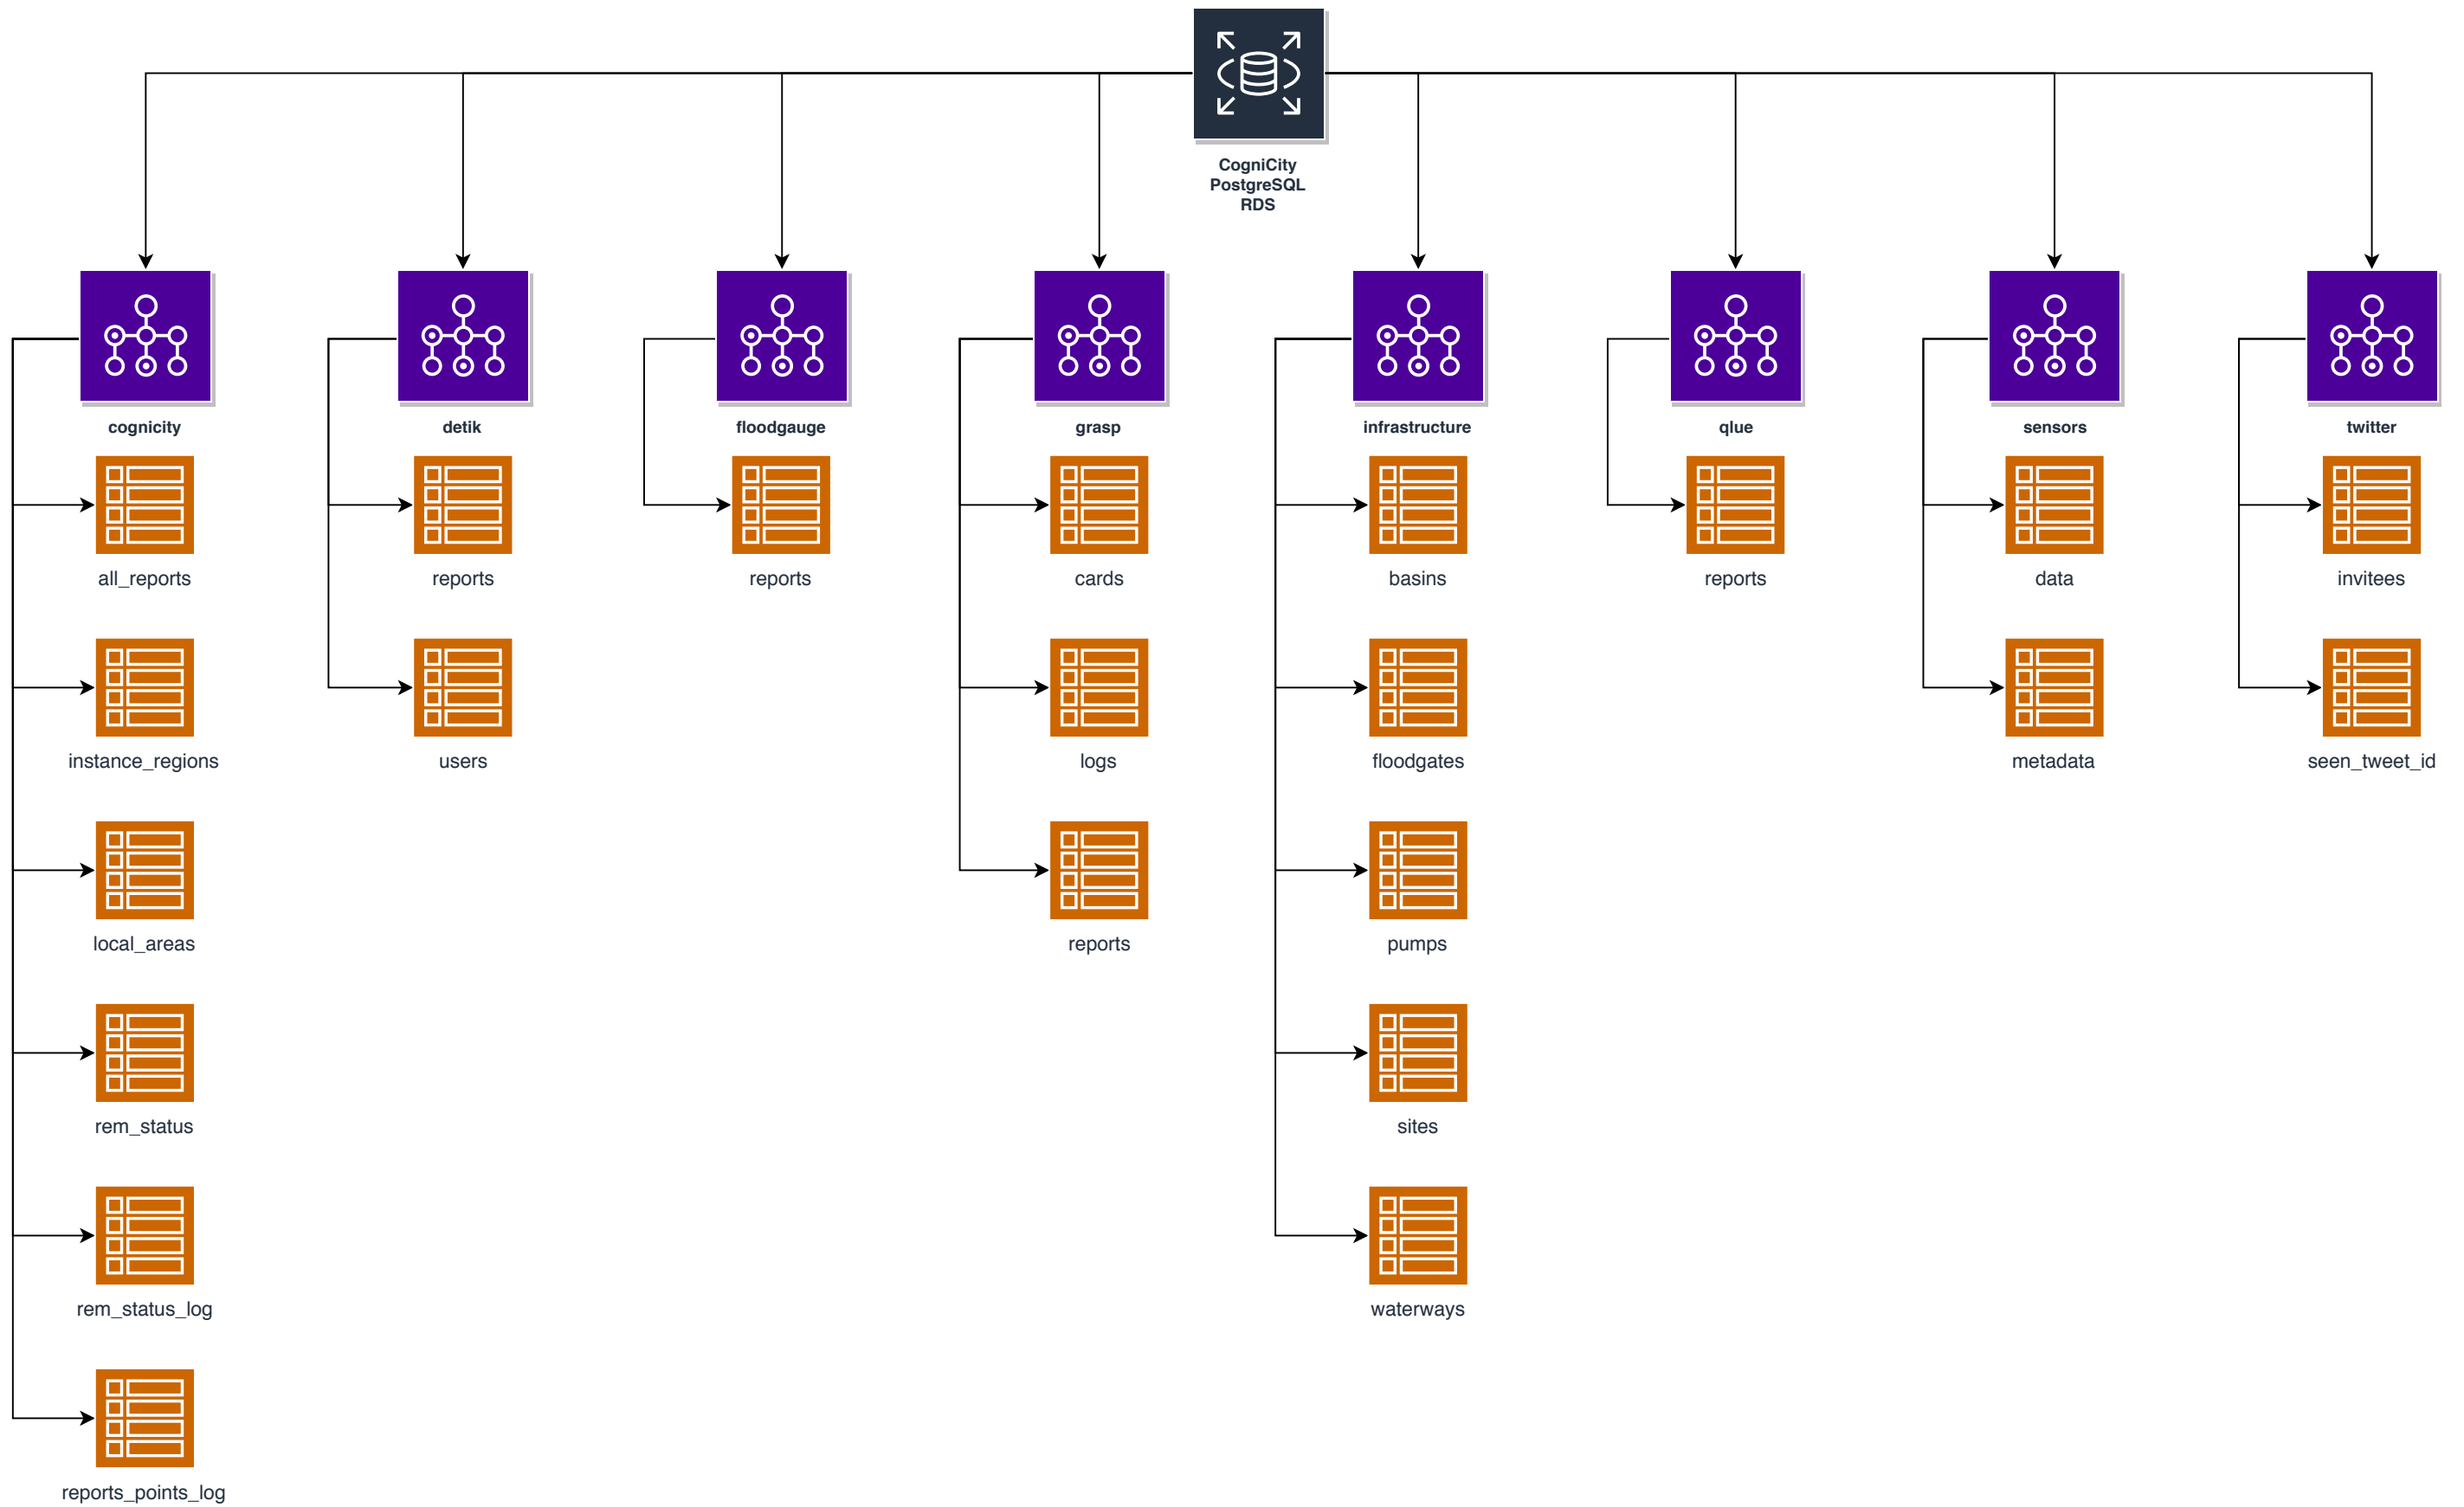 CogniCity
PostgreSQL
RDS
cognicity
detik
floodgauge
grasp
infrastructure
qlue
sensors
twitter
all_reports
reports
reports
cards
basins
reports
data
invitees
instance_regions
users
logs
floodgates
metadata
seen_tweet_id
local_areas
reports
pumps
rem_status
sites
rem_status_log
waterways
reports_points_log